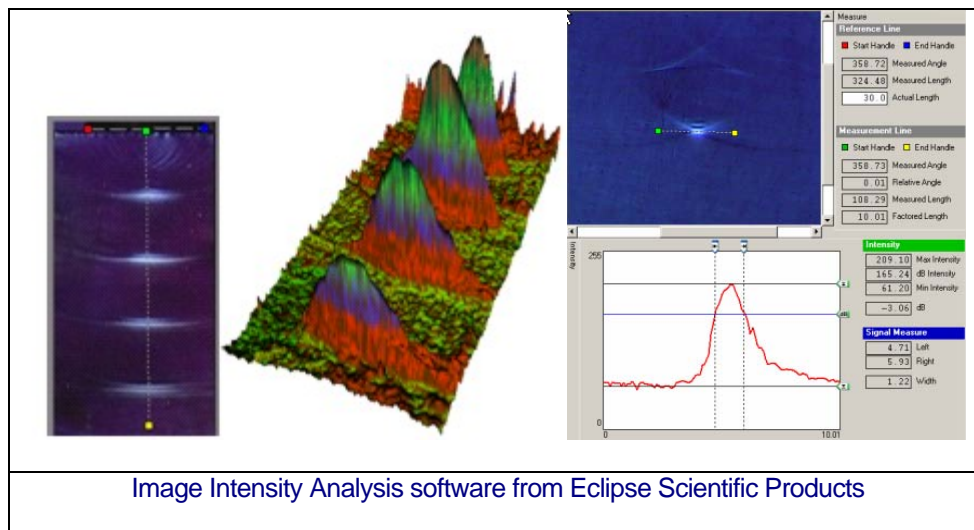 Measure
Reference Line
Start Handle End Handle
358.72 Measured Angle
324.48 Measured Length
30.0 Actual Length
Measurement Line
Start Handle End Handle
358.73 Measured Angle
0.01 Relative Angle
108.29 Measured Length
10.01 Factored Length
Intensity
255
0
0 10.01
Intensity
209.10 Max Intensity
165.24 dB Intensity
61.20 Min Intensity
-3.06 dB
Signal Measure
4.71 Left
5.93 Right
1.22 Width
Image Intensity Analysis software from Eclipse Scientific Products